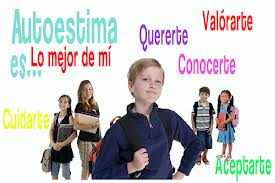 Autoestima
es...
Lo mejor de mí
Quererte
Valórarte
Conocerte
Cuidarte
Aceptarte